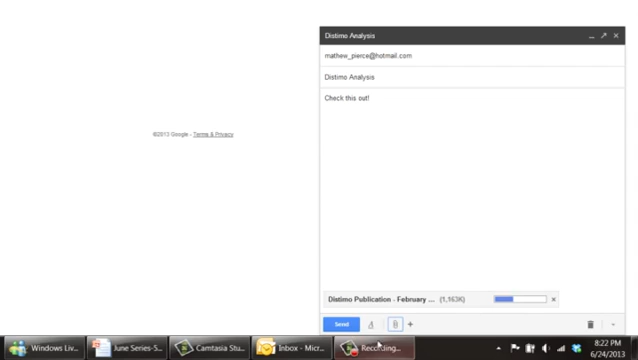 Distimo Analysis
mathew_pierce@hotmail.com
Distimo Analysis
Check this out!
©2013 Google - Terms & Privacy
Distimo Publication - February ... (1,163K)
Send
Windows Liv...
June Series-5...
Camtasia Stu...
Inbox - Micr...
Recording...
8:22 PM
6/24/2013